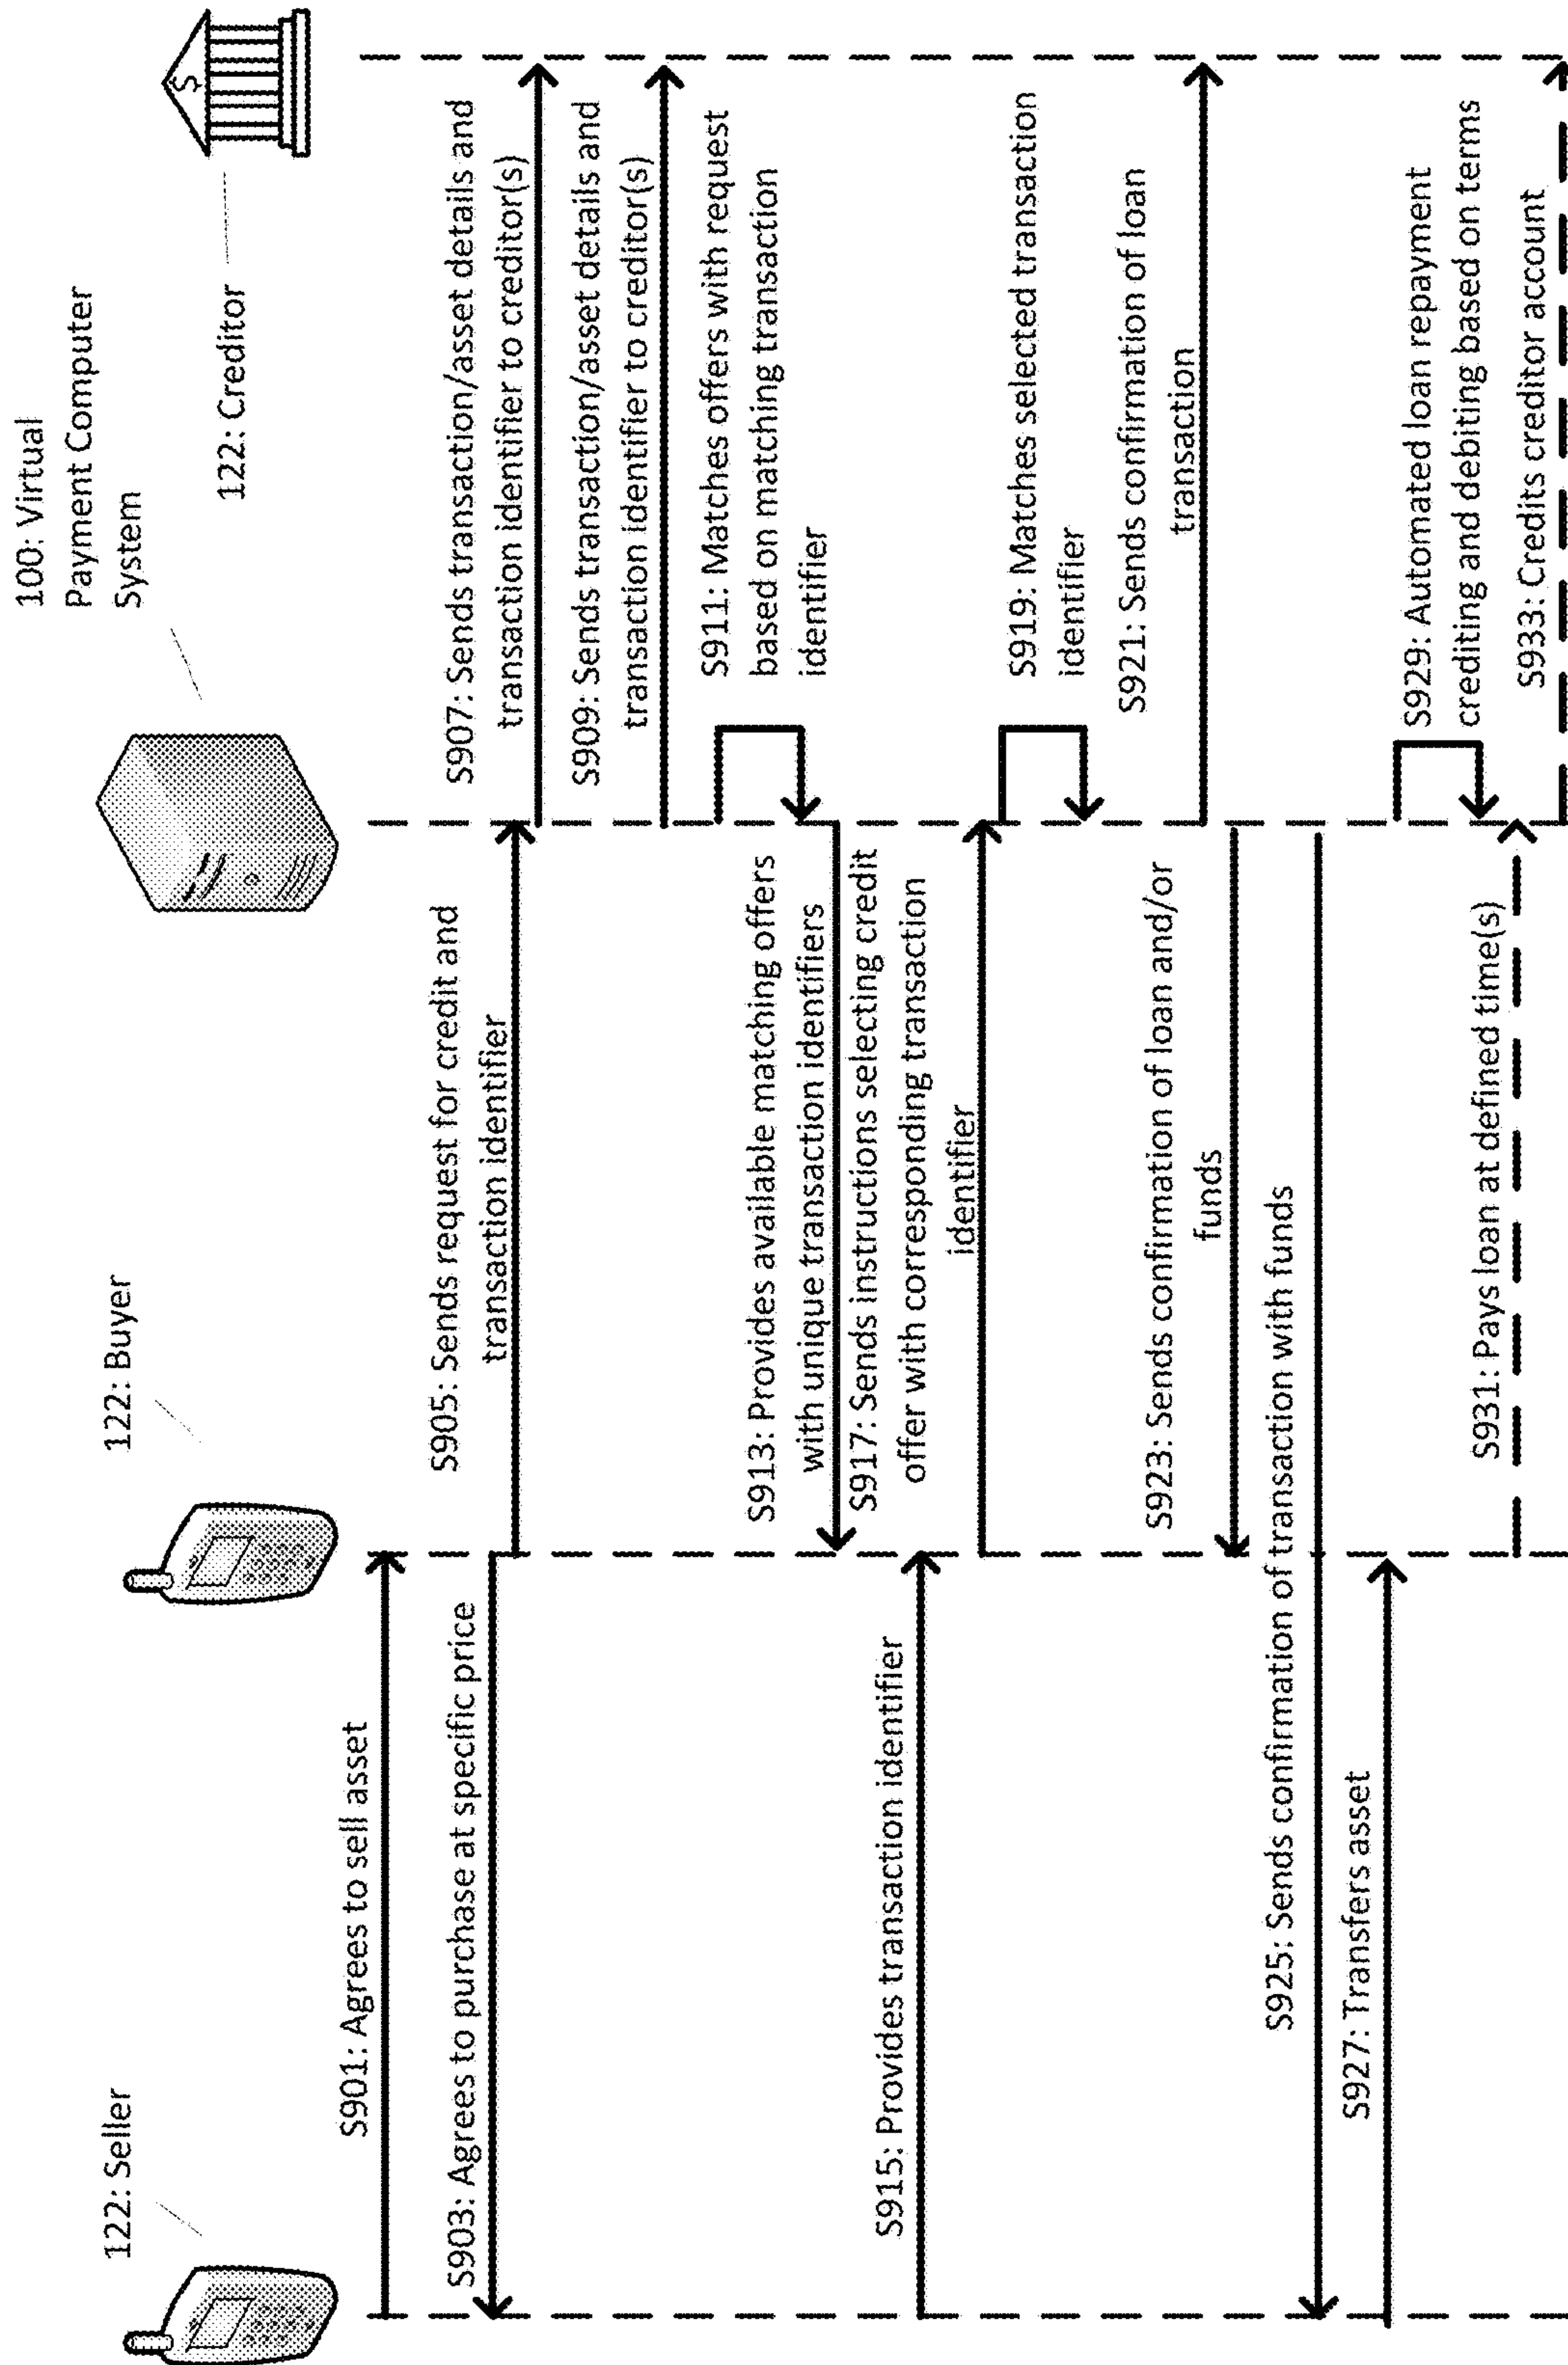 122: Seller
122: Buyer
100: Virtual
Payment Computer
System
122: Creditor
S901: Agrees to sell asset
S903: Agrees to purchase at specific price
S905: Sends request for credit and
transaction identifier
S907: Sends transaction/asset details and
transaction identifier to creditor(s)
S909: Sends transaction/asset details and
transaction identifier to creditor(s)
S911: Matches offers with request
based on matching transaction
identifier
S913: Provides available matching offers
with unique transaction identifiers
S915: Provides transaction identifier
S917: Sends instructions selecting credit
offer with corresponding transaction
identifier
S919: Matches selected transaction
identifier
S921: Sends confirmation of loan
transaction
S923: Sends confirmation of loan and/or
funds
S925: Sends confirmation of transaction with funds
S927: Transfers asset
S929: Automated loan repayment
crediting and debiting based on terms
S931: Pays loan at defined time(s)
S933: Credits creditor account
$